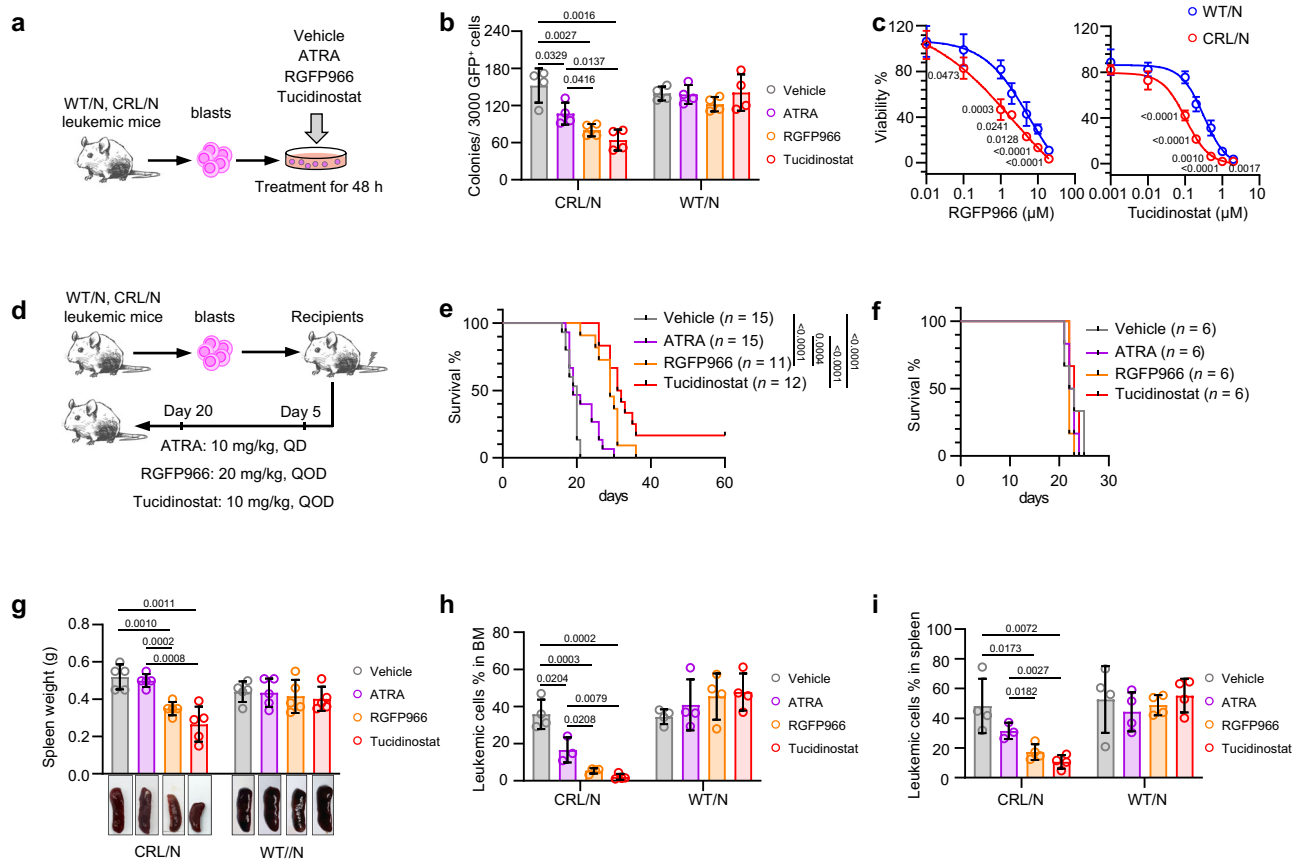 a
Vehicle
ATRA
RGFP966
Tucidinostat
WT/N, CRL/N
leukemic mice
blasts
Treatment for 48 h
b
Colonies/ 3000 GFP+ cells
240
180
120
60
0
0.0016
0.0027
0.0329
0.0137
0.0416
CRL/N
WT/N
Vehicle
ATRA
RGFP966
Tucidinostat
c
WT/N
CRL/N
Viability %
120
80
40
0
0.0473
0.0003
0.0241
0.0128
<0.0001
<0.0001
0.01
0.1
1
10
100
RGFP966 (µM)
120
80
40
0
<0.0001
<0.0001
0.0010
<0.0001
0.0017
0.001
0.01
0.1
1
10
Tucidinostat (µM)
d
WT/N, CRL/N
leukemic mice
blasts
Recipients
Day 20
Day 5
ATRA: 10 mg/kg, QD
RGFP966: 20 mg/kg, QOD
Tucidinostat: 10 mg/kg, QOD
e
Survival %
100
50
0
0
20
40
60
days
Vehicle (n = 15)
ATRA (n = 15)
RGFP966 (n = 11)
Tucidinostat (n = 12)
<0.0001
0.0004
<0.0001
<0.0001
f
Survival %
100
50
0
0
10
20
30
days
Vehicle (n = 6)
ATRA (n = 6)
RGFP966 (n = 6)
Tucidinostat (n = 6)
g
Spleen weight (g)
0.8
0.6
0.4
0.2
0.0
0.0011
0.0010
0.0002
0.0008
CRL/N
WT//N
Vehicle
ATRA
RGFP966
Tucidinostat
h
Leukemic cells % in BM
80
60
40
20
0
0.0002
0.0003
0.0204
0.0079
0.0208
CRL/N
WT/N
Vehicle
ATRA
RGFP966
Tucidinostat
i
Leukemic cells % in spleen
100
80
60
40
20
0
0.0072
0.0173
0.0027
0.0182
CRL/N
WT/N
Vehicle
ATRA
RGFP966
Tucidinostat